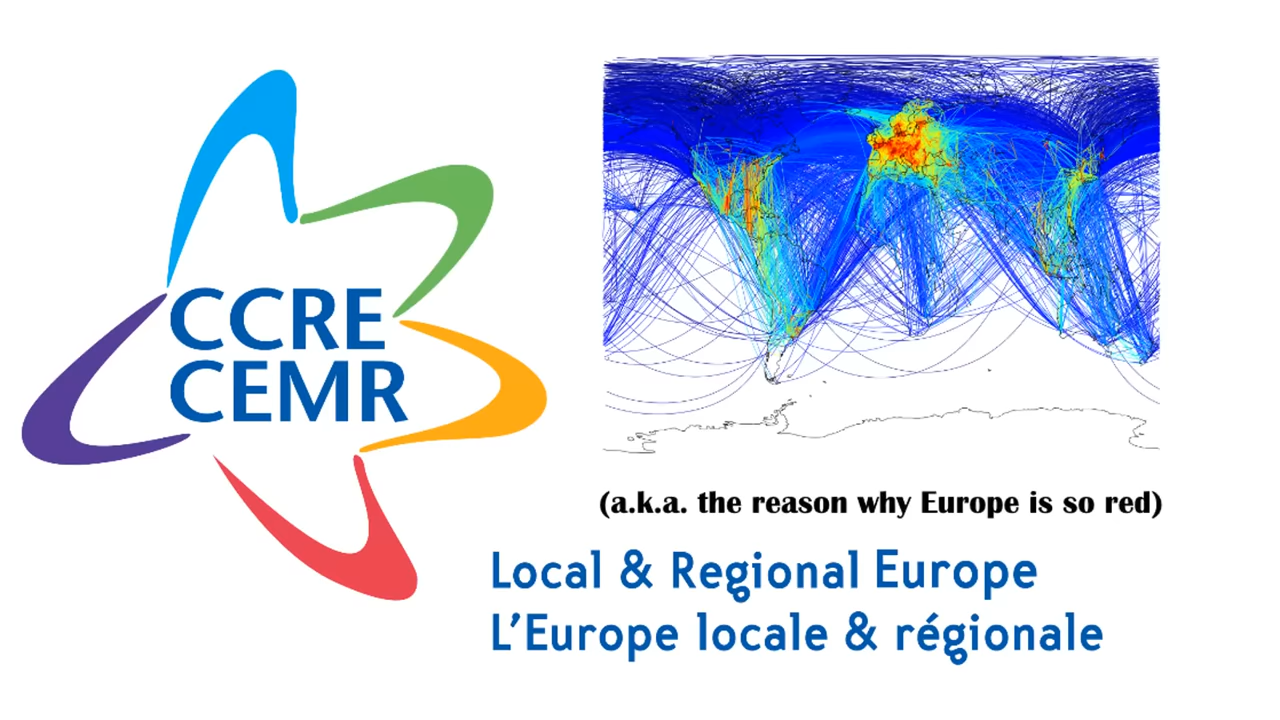 CCRE
CEMR
(a.k.a. the reason why Europe is so red)
Local & Regional Europe
L'Europe locale & régionale